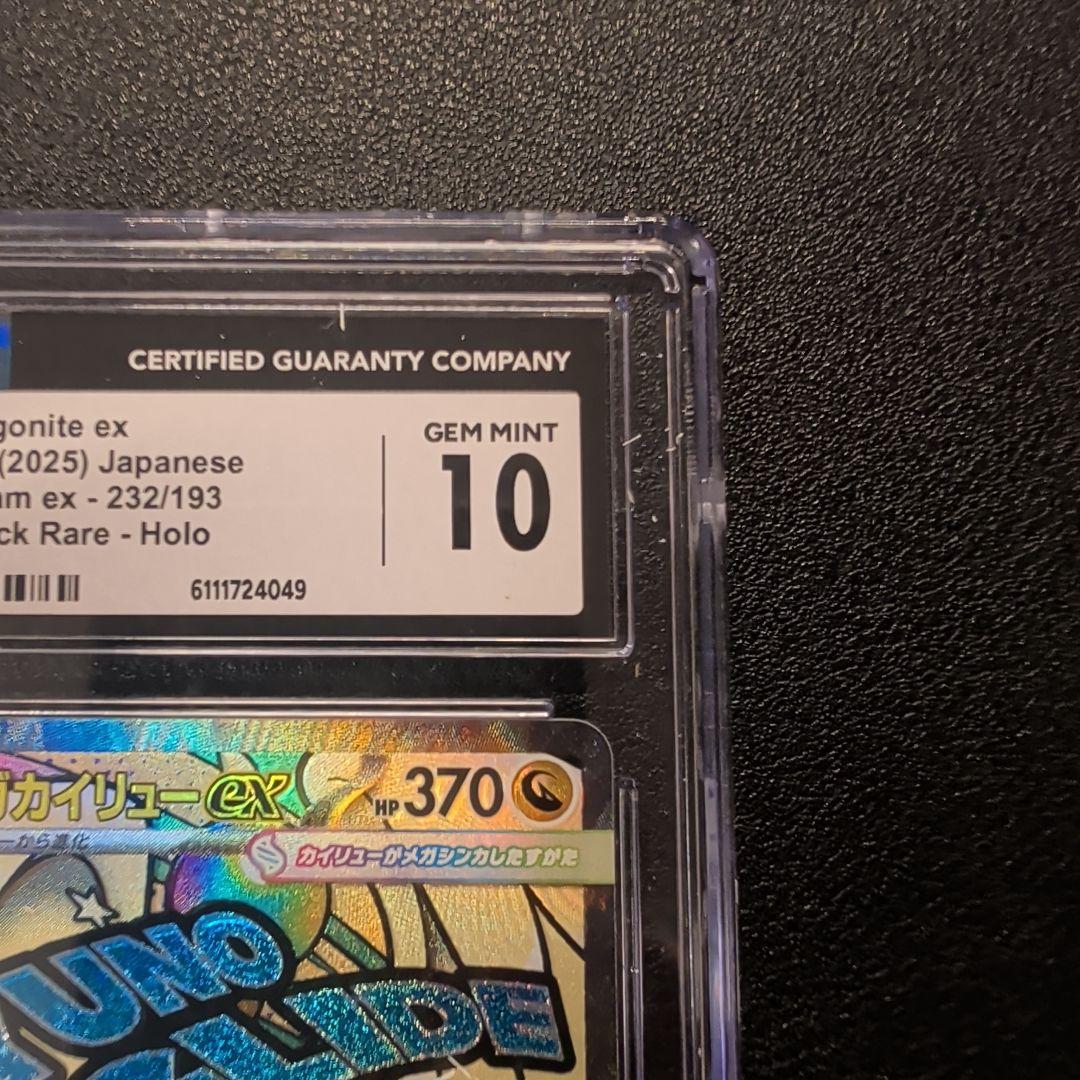 CERTIFIED GUARANTY COMPANY
gonite ex
(2025) Japanese
am ex - 232/193
ck Rare - Holo
6111724049
GEM MINT
10
ガカイリューex
HP 370
ーから進化
カイリューがメガシンカしたすがた
UNO
GLIDE